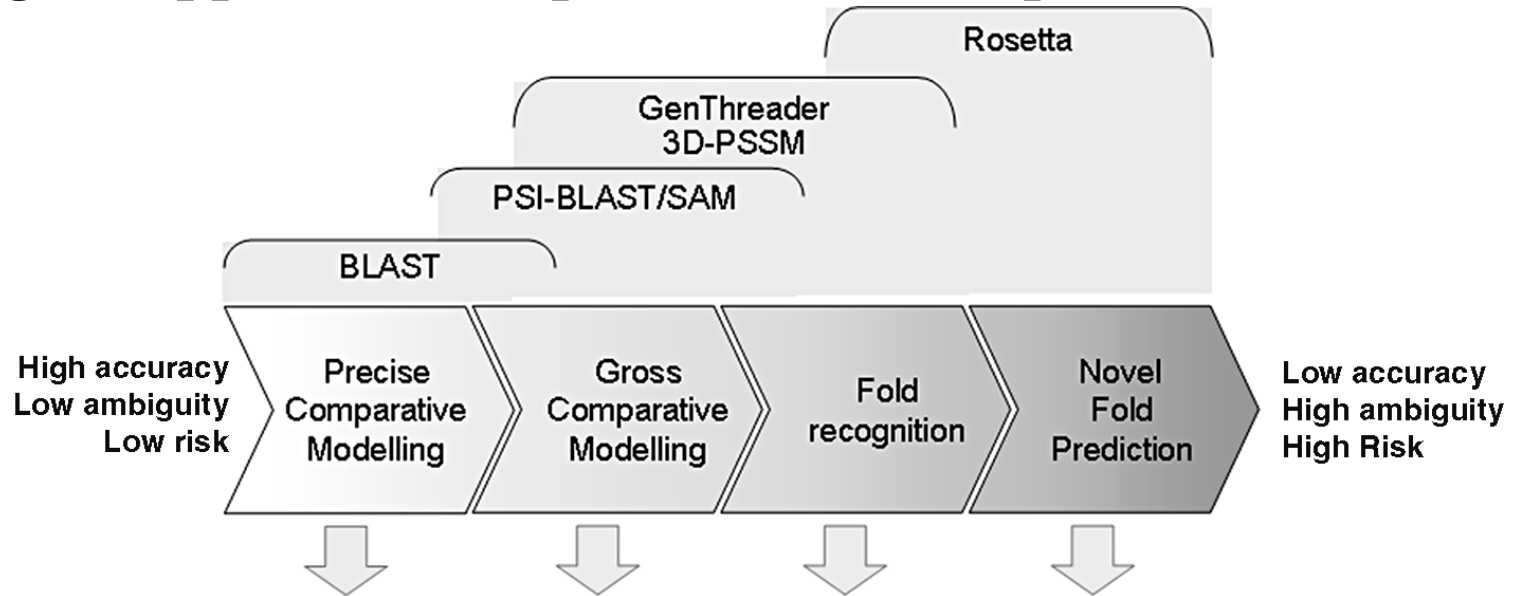 Rosetta
GenThreader
3D-PSSM
PSI-BLAST/SAM
BLAST
High accuracy
Low ambiguity
Low risk
Precise
Comparative
Modelling
Gross
Comparative
Modelling
Fold
recognition
Novel
Fold
Prediction
Low accuracy
High ambiguity
High Risk